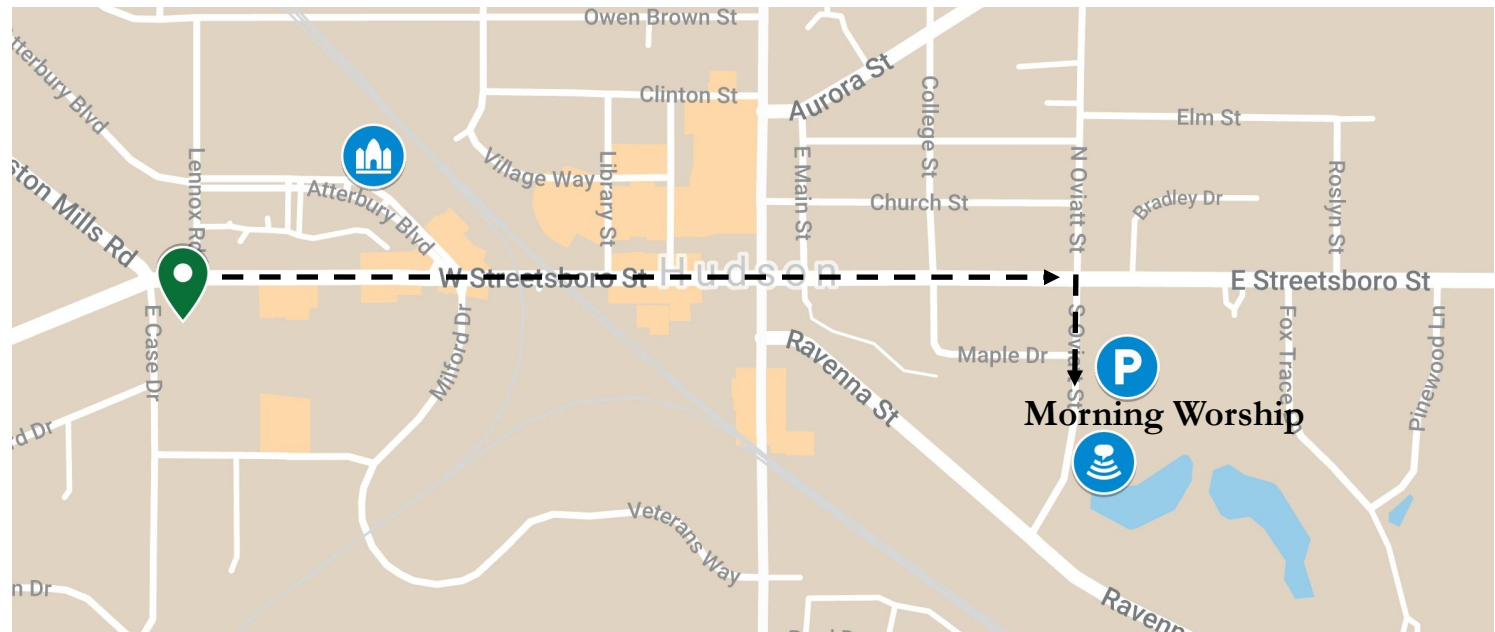 Owen Brown St
tterbury Blvd
Aurora St
Clinton St
College St
Elm St
Lennox Rd
Village Way
Library St
E Main St
N Oviatt St
Roslyn St
ston Mills Rd
Atterbury Blvd
Church St
Bradley Dr
W Streetsboro St
Hudson
E Streetsboro St
E Case Dr
Milford Dr
Ravenna St
Maple Dr
S Oviatt St
P
Fox Trace
Pinewood Ln
Morning Worship
rd Dr
Veterans Way
n Dr
Ravenn